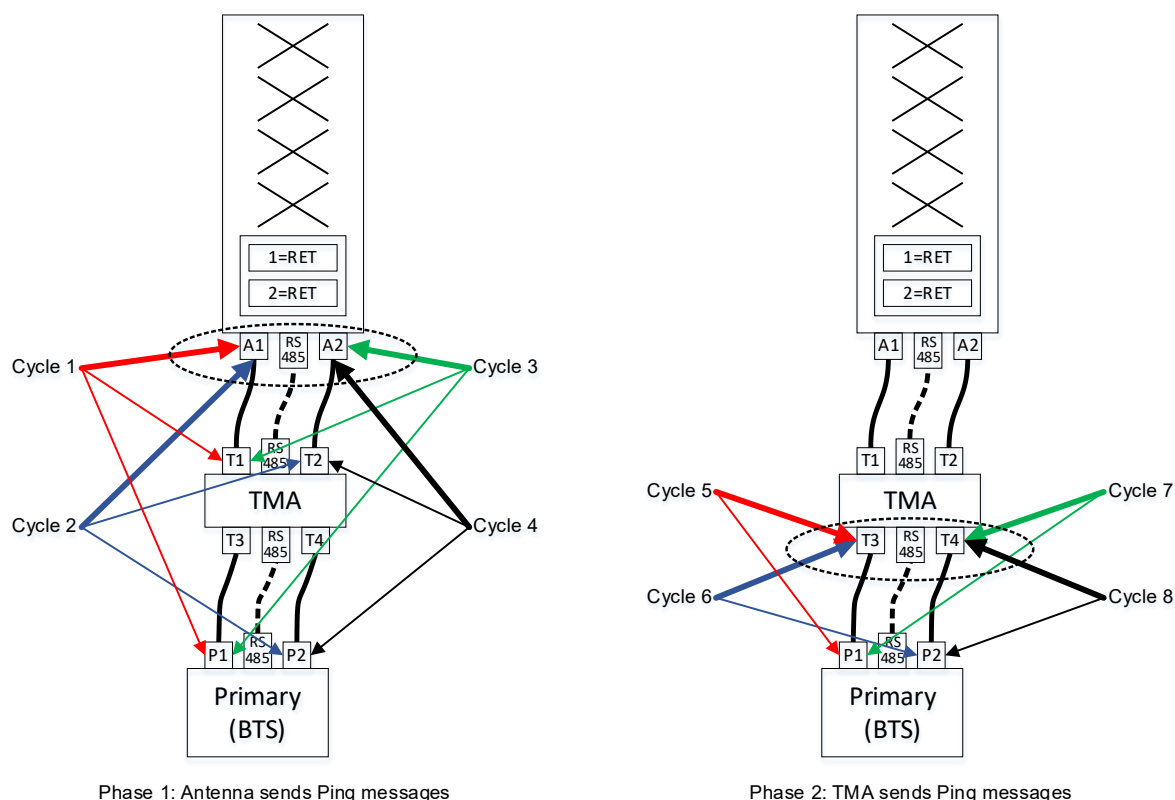 1=RET
2=RET
A1
RS
485
A2
Cycle 1
Cycle 3
T1
RS
485
T2
TMA
Cycle 2
Cycle 4
T3
RS
485
T4
P1
RS
485
P2
Primary
(BTS)
Phase 1: Antenna sends Ping messages
1=RET
2=RET
A1
RS
485
A2
T1
RS
485
T2
TMA
Cycle 5
Cycle 7
T3
RS
485
T4
Cycle 6
Cycle 8
P1
RS
485
P2
Primary
(BTS)
Phase 2: TMA sends Ping messages